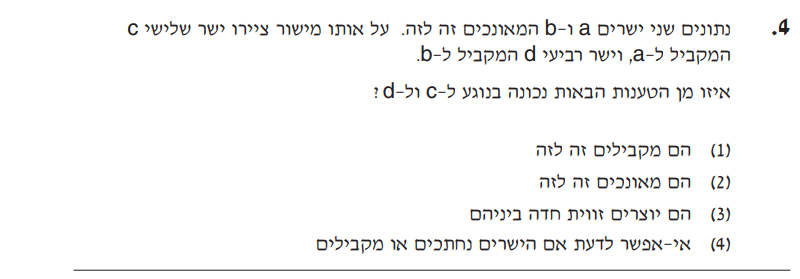 4. נתונים שני ישרים a ו-b המאונכים זה לזה. על אותו מישור ציירו ישר שלישי c
המקביל ל-a, וישר רביעי d המקביל ל-b.
איזו מן הטענות הבאות נכונה בנוגע ל-c ול-d?
(1) הם מקבילים זה לזה
(2) הם מאונכים זה לזה
(3) הם יוצרים זווית חדה ביניהם
(4) אי-אפשר לדעת אם הישרים נחתכים או מקבילים